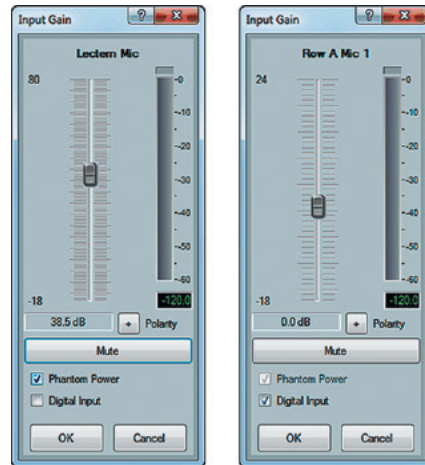 Input Gain
Lectern Mic
80
-0
-10
-20
-30
-40
-50
-60
-18
-120.0
38.5 dB
+
Polarity
Mute
Phantom Power
Digital Input
OK
Cancel
Input Gain
Row A Mic 1
24
-0
-10
-20
-30
-40
-50
-60
-18
-120.0
0.0 dB
+
Polarity
Mute
Phantom Power
Digital Input
OK
Cancel